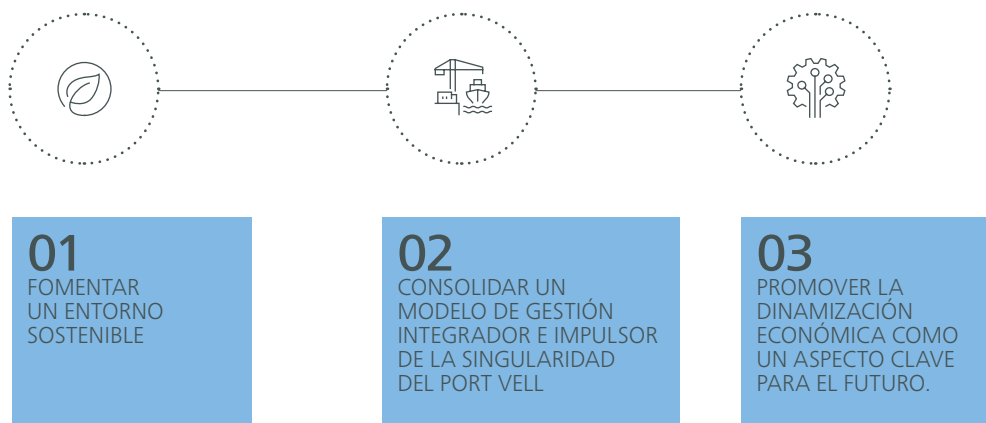 01
FOMENTAR
UN ENTORNO
SOSTENIBLE
02
CONSOLIDAR UN
MODELO DE GESTIÓN
INTEGRADOR E IMPULSOR
DE LA SINGULARIDAD
DEL PORT VELL
03
PROMOVER LA
DINAMIZACIÓN
ECONÓMICA COMO
UN ASPECTO CLAVE
PARA EL FUTURO.